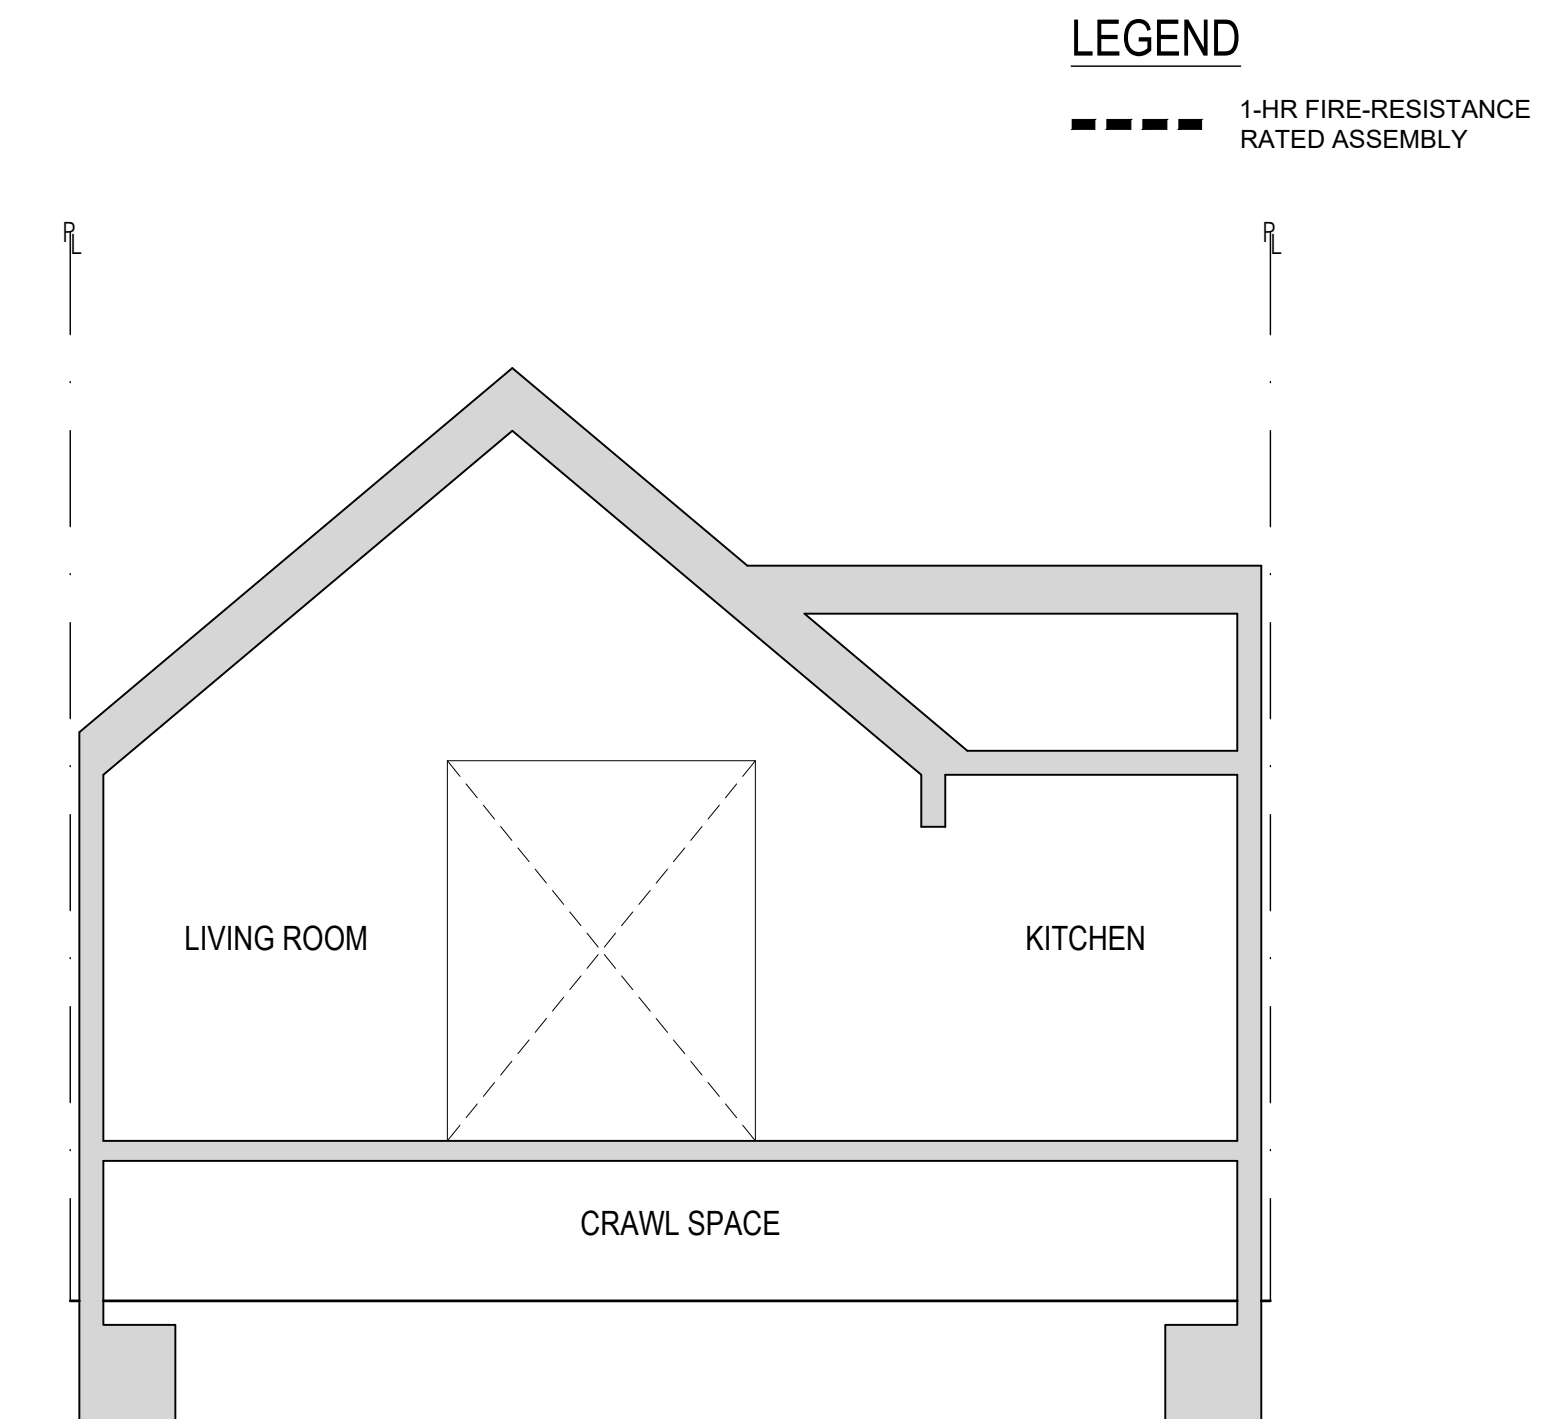 LEGEND
1-HR FIRE-RESISTANCE
RATED ASSEMBLY
PL PL
LIVING ROOM KITCHEN
CRAWL SPACE